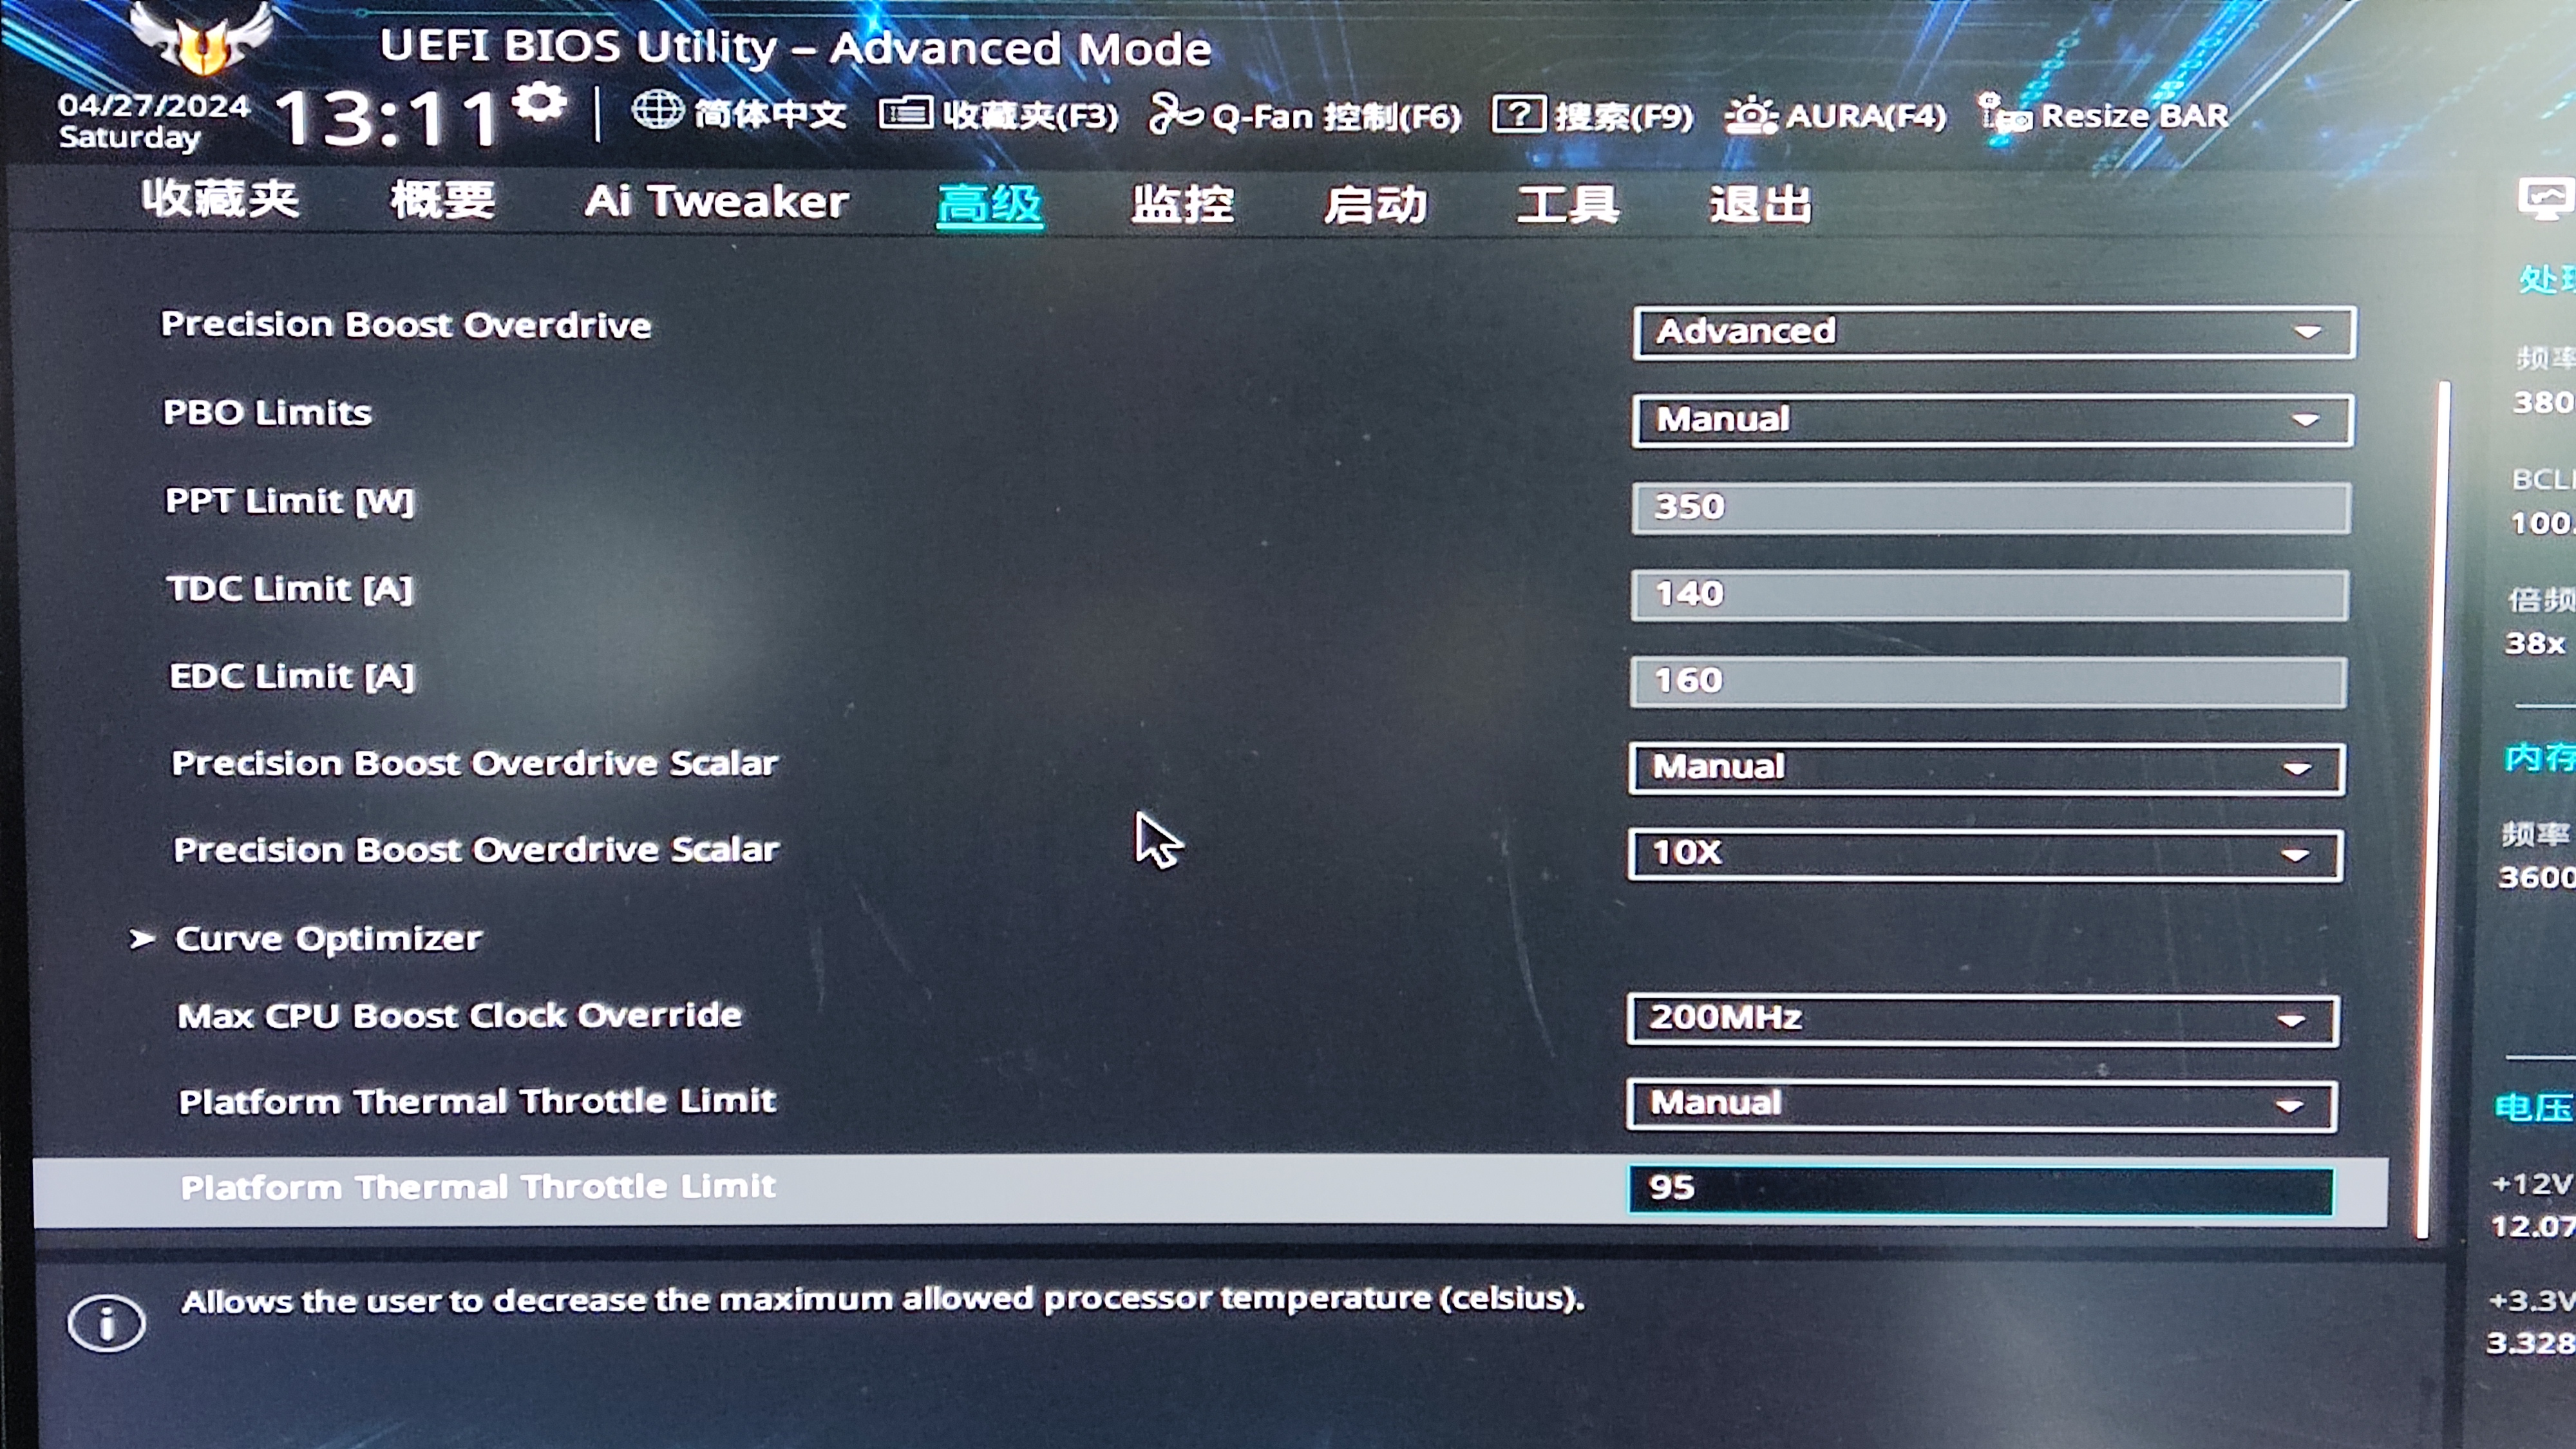 UEFI BIOS Utility – Advanced Mode
04/27/2024
Saturday
13:11
简体中文
收藏夹(F3)
Q-Fan 控制(F6)
搜索(F9)
AURA(F4)
Resize BAR
收藏夹 概要 Ai Tweaker 高级 监控 启动 工具 退出
Precision Boost Overdrive Advanced
PBO Limits Manual
PPT Limit [W] 350
TDC Limit [A] 140
EDC Limit [A] 160
Precision Boost Overdrive Scalar Manual
Precision Boost Overdrive Scalar 10X
Curve Optimizer
Max CPU Boost Clock Override 200MHz
Platform Thermal Throttle Limit Manual
Platform Thermal Throttle Limit 95
Allows the user to decrease the maximum allowed processor temperature (celsius).
频率
380
100.
38x
频率
3600
电压
+12V
12.07
+3.3V
3.328